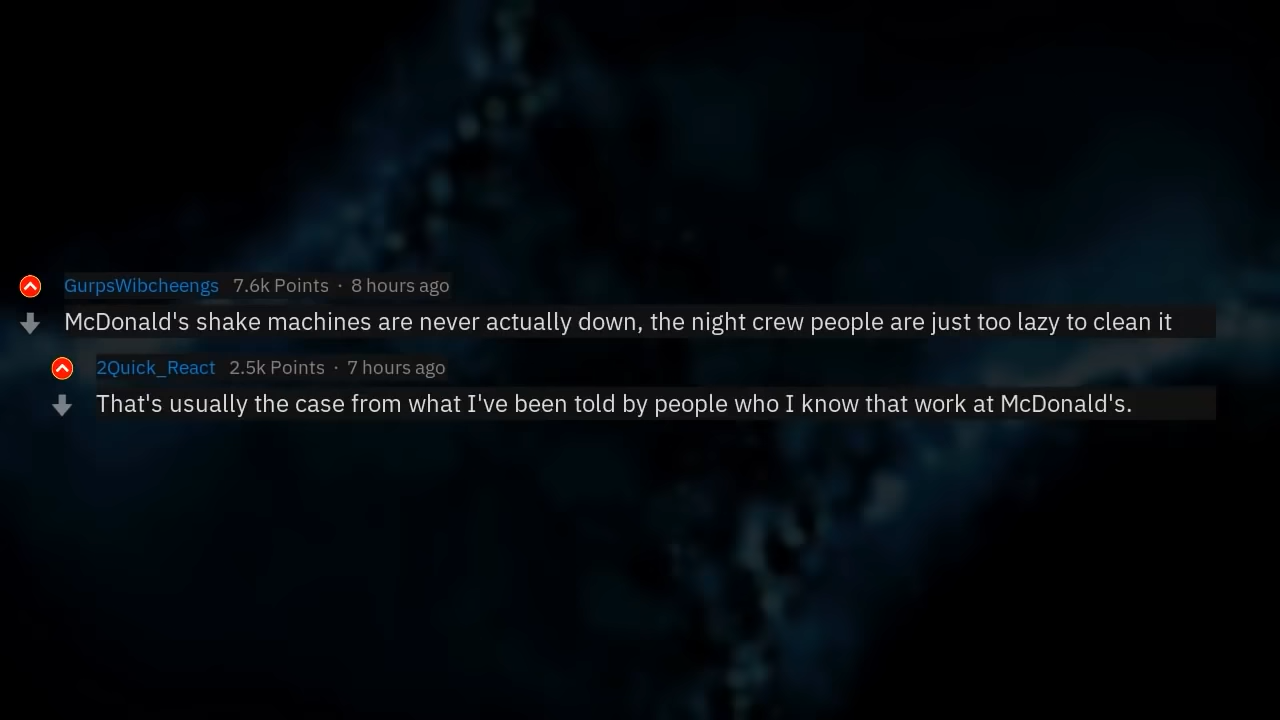 GurpsWibcheengs 7.6k Points · 8 hours ago
McDonald's shake machines are never actually down, the night crew people are just too lazy to clean it
2Quick_React 2.5k Points · 7 hours ago
That's usually the case from what I've been told by people who I know that work at McDonald's.